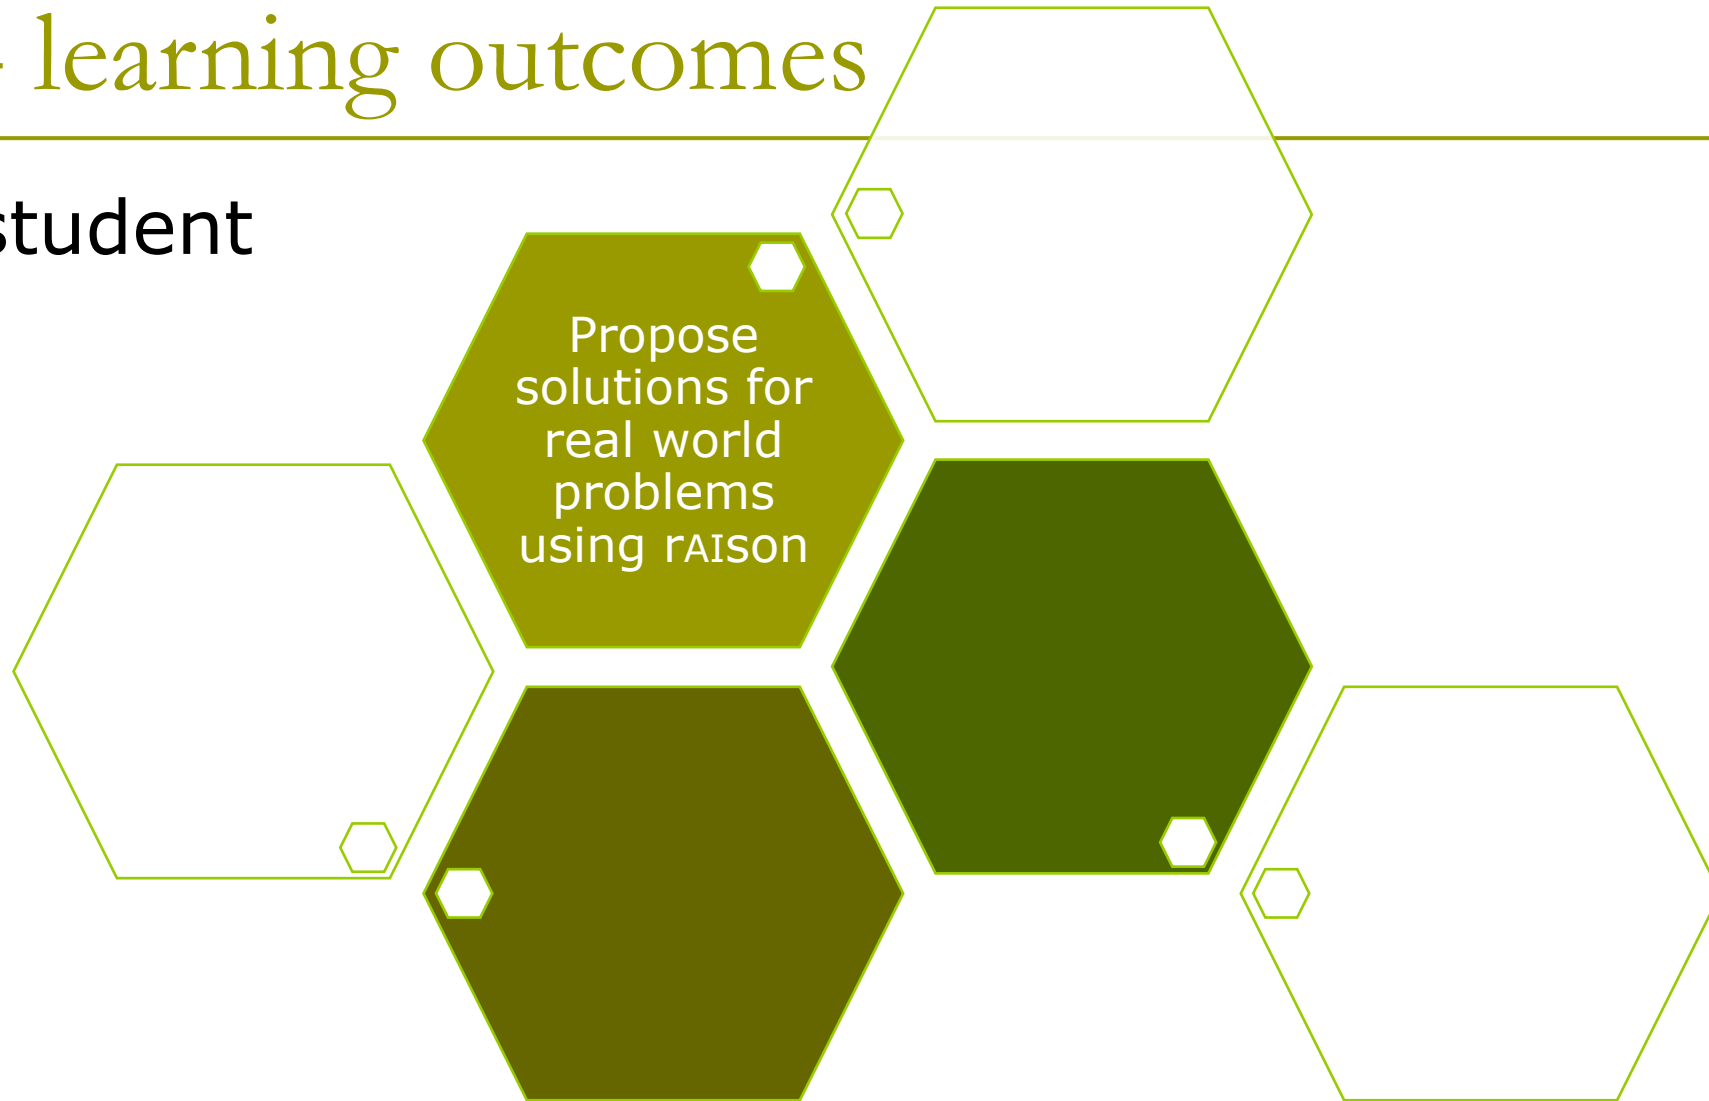 - learning outcomes
student
Propose
solutions for
real world
problems
using rAIson